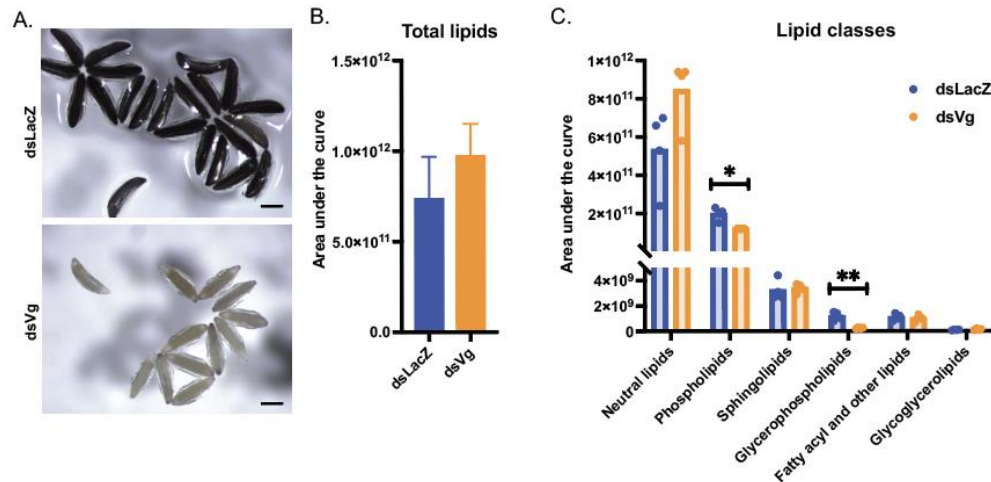 A.
dsLacZ
dsVg
B.
Total lipids
Area under the curve
1.5×10¹²
1.0×10¹²
5.0×10¹¹
0.0
dsLacZ
dsVg
C.
Lipid classes
Area under the curve
1×10¹²
8×10¹¹
6×10¹¹
4×10¹¹
2×10¹¹
4×10⁹
2×10⁹
0
*
**
dsLacZ
dsVg
Neutral lipids
Phospholipids
Sphingolipids
Glycerophospholipids
Fatty acyl and other lipids
Glycoglycerolipids